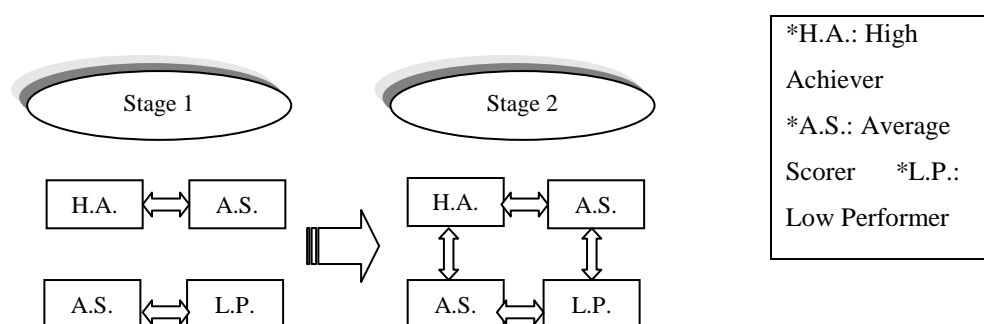 Stage 1
Stage 2
H.A.
A.S.
H.A.
A.S.
A.S.
L.P.
A.S.
L.P.
*H.A.: High
Achiever
*A.S.: Average
Scorer *L.P.:
Low Performer